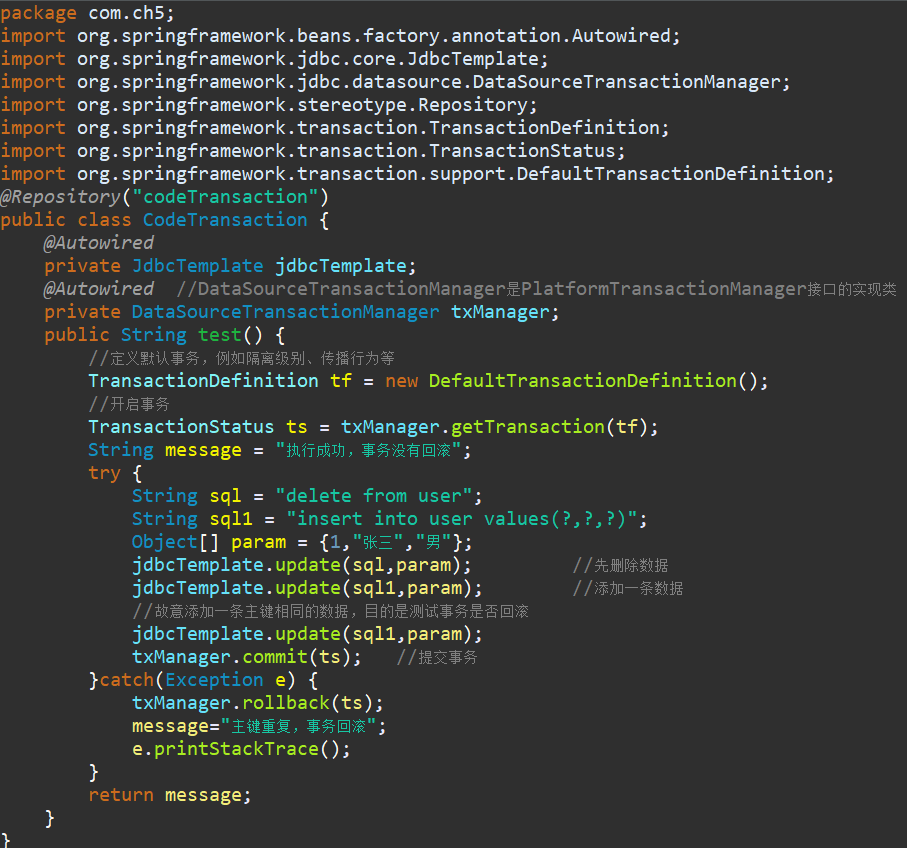 package com.ch5;
import org.springframework.beans.factory.annotation.Autowired;
import org.springframework.jdbc.core.JdbcTemplate;
import org.springframework.jdbc.datasource.DataSourceTransactionManager;
import org.springframework.stereotype.Repository;
import org.springframework.transaction.TransactionDefinition;
import org.springframework.transaction.TransactionStatus;
import org.springframework.transaction.support.DefaultTransactionDefinition;
@Repository("codeTransaction")
public class CodeTransaction {
    @Autowired
    private JdbcTemplate jdbcTemplate;
    @Autowired  //DataSourceTransactionManager是PlatformTransactionManager接口的实现类
    private DataSourceTransactionManager txManager;
    public String test() {
        //定义默认事务，例如隔离级别、传播行为等
        TransactionDefinition tf = new DefaultTransactionDefinition();
        //开启事务
        TransactionStatus ts = txManager.getTransaction(tf);
        String message = "执行成功，事务没有回滚";
        try {
            String sql = "delete from user";
            String sql1 = "insert into user values(?,?,?)";
            Object[] param = {1,"张三","男"};
            jdbcTemplate.update(sql,param);         //先删除数据
            jdbcTemplate.update(sql1,param);        //添加一条数据
            //故意添加一条主键相同的数据，目的是测试事务是否回滚
            jdbcTemplate.update(sql1,param);
            txManager.commit(ts);   //提交事务
        }catch(Exception e) {
            txManager.rollback(ts);
            message="主键重复，事务回滚";
            e.printStackTrace();
        }
        return message;
    }
}